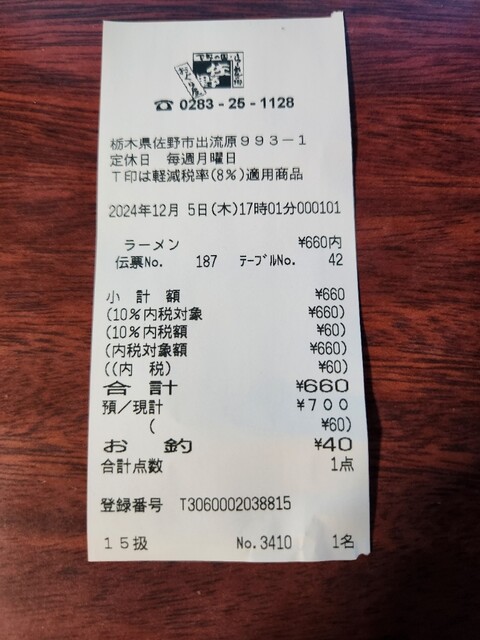 ☎ 0283-25-1128
栃木県佐野市出流原993-1
定休日 毎週月曜日
T印は軽減税率(8%)適用商品
2024年12月 5日(木)17時01分000101
ラーメン ¥660内
伝票No. 187 テーブルNo. 42
小計額 ¥660
(10%内税対象 ¥660)
(10%内税額 ¥60)
(内税対象額 ¥660)
((内 税) ¥60)
合計 ¥660
預/現計 ¥700
( ¥60)
お釣 ¥40
合計点数 1点
登録番号 T3060002038815
15扱 No.3410 1名